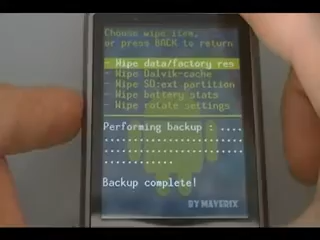 Choose wipe item,
or press BACK to return
- Wipe data/factory res
- Wipe Dalvik-cache
- Wipe SD:ext partition
- Wipe battery stats
- Wipe rotate settings
Performing backup : ....
........................
........................
............
Backup complete!
BY MAVERIX